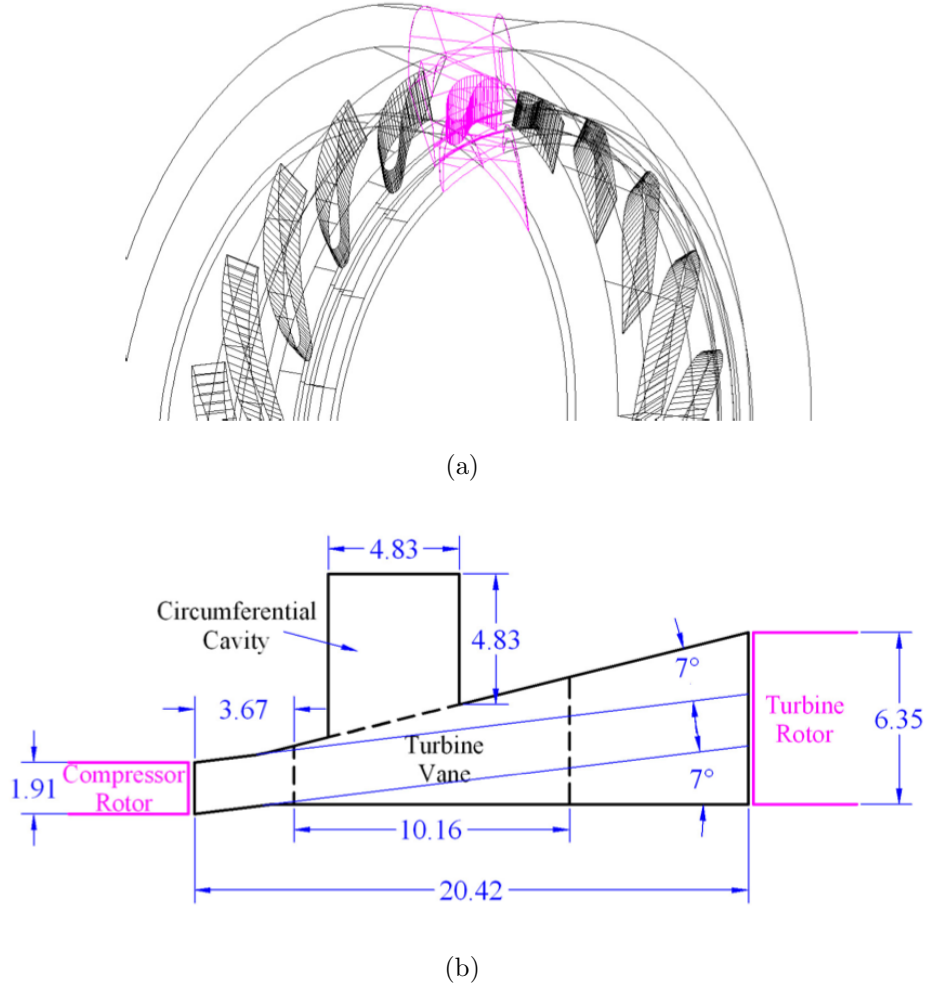 (a)
4.83
Circumferential
Cavity
4.83
7°
3.67
Turbine
Rotor
6.35
Turbine
Vane
Compressor
Rotor
1.91
7°
10.16
20.42
(b)